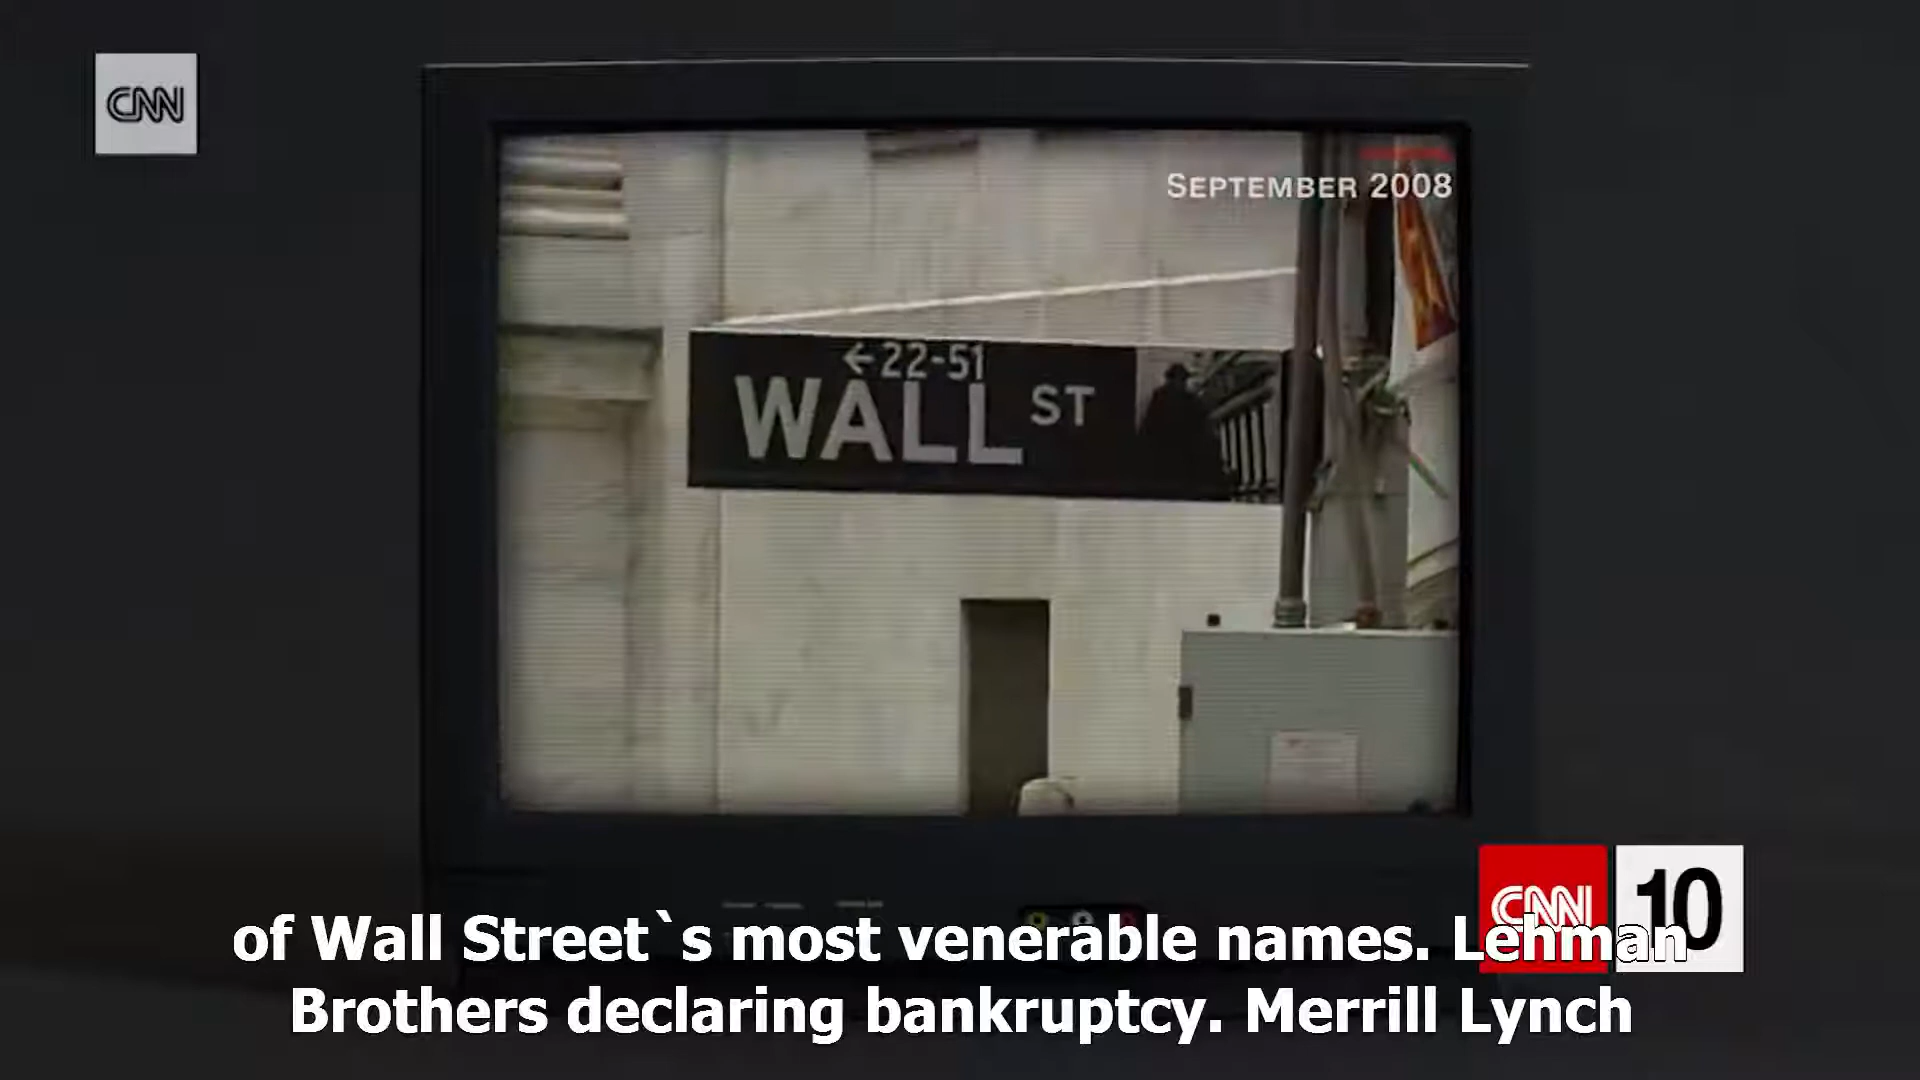 CNN
SEPTEMBER 2008
←22-51
WALL ST
CNN 10
of Wall Street`s most venerable names. Lehman
Brothers declaring bankruptcy. Merrill Lynch